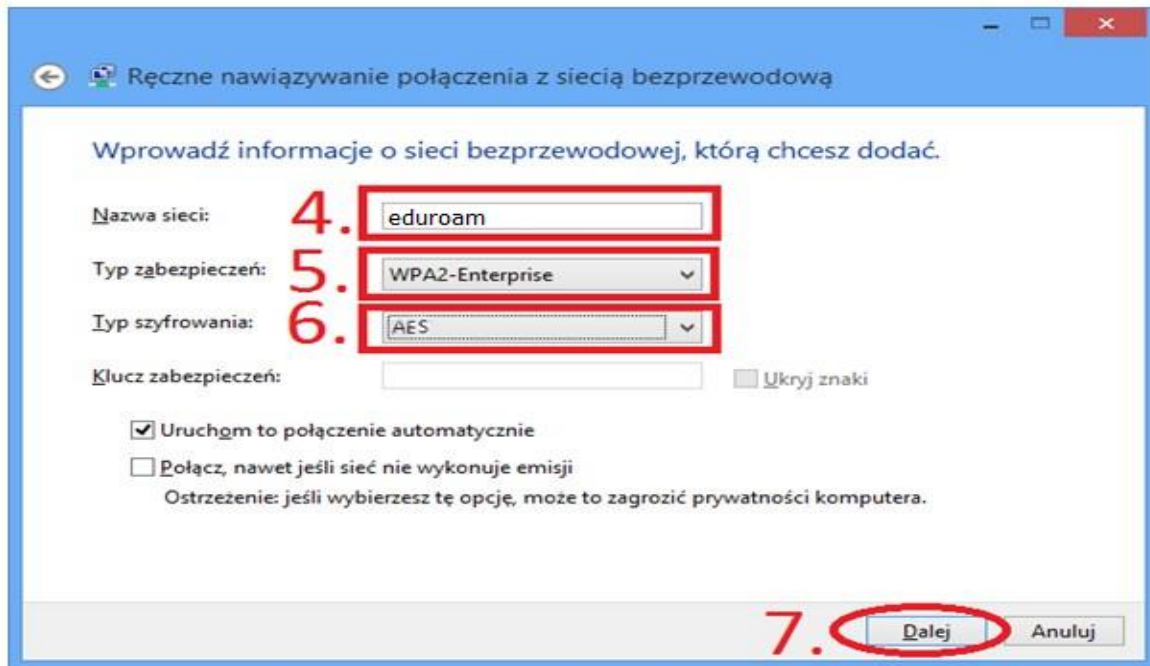 Ręczne nawiązywanie połączenia z siecią bezprzewodową
Wprowadź informacje o sieci bezprzewodowej, którą chcesz dodać.
Nazwa sieci: 4. eduroam
Typ zabezpieczeń: 5. WPA2-Enterprise
Typ szyfrowania: 6. AES
Klucz zabezpieczeń: Ukryj znaki
Uruchom to połączenie automatycznie
Połącz, nawet jeśli sieć nie wykonuje emisji
Ostrzeżenie: jeśli wybierzesz tę opcję, może to zagrozić prywatności komputera.
7. Dalej Anuluj